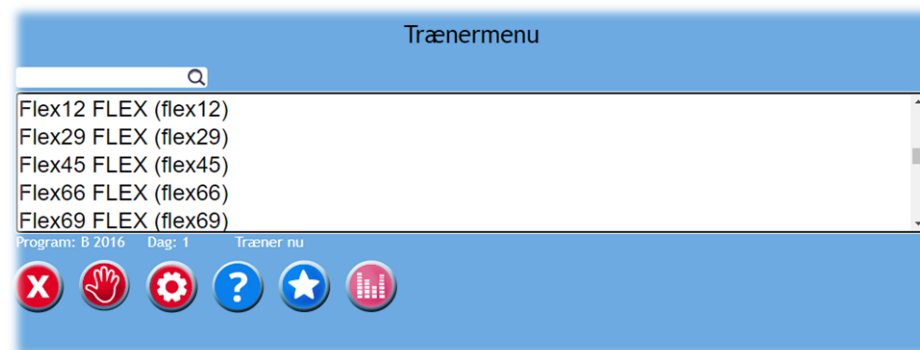 Trænermenu
Flex12 FLEX (flex12)
Flex29 FLEX (flex29)
Flex45 FLEX (flex45)
Flex66 FLEX (flex66)
Flex69 FLEX (flex69)
Program: B 2016 Dag: 1 Træner nu
X ?